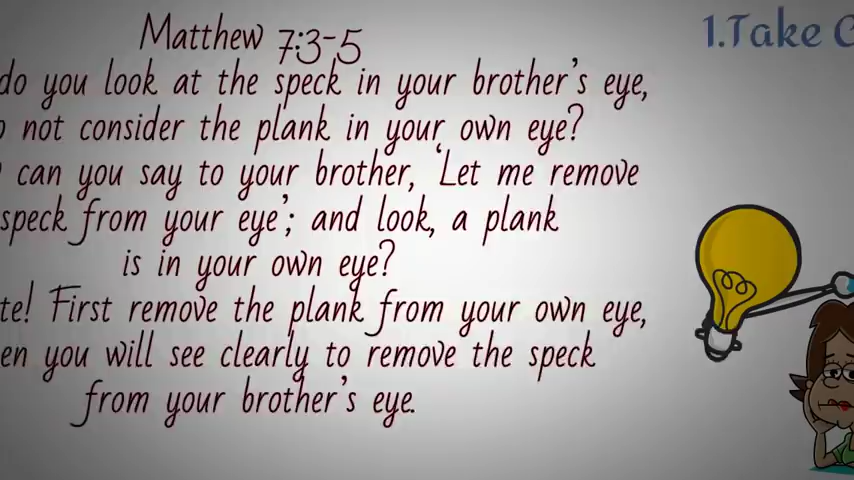 Matthew 7:3-5
1.Take
do you look at the speck in your brother's eye,
not consider the plank in your own eye?
can you say to your brother, 'Let me remove
speck from your eye'; and look, a plank
is in your own eye?
First remove the plank from your own eye,
you will see clearly to remove the speck
from your brother's eye.